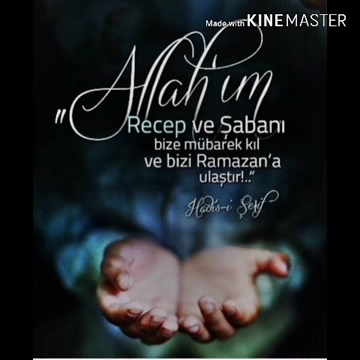 Made with KINEMASTER
"Allah'ım
Recep ve Şabanı
bize mübarek kıl
ve bizi Ramazan'a
ulaştır!.."
Hadis-i Şerif